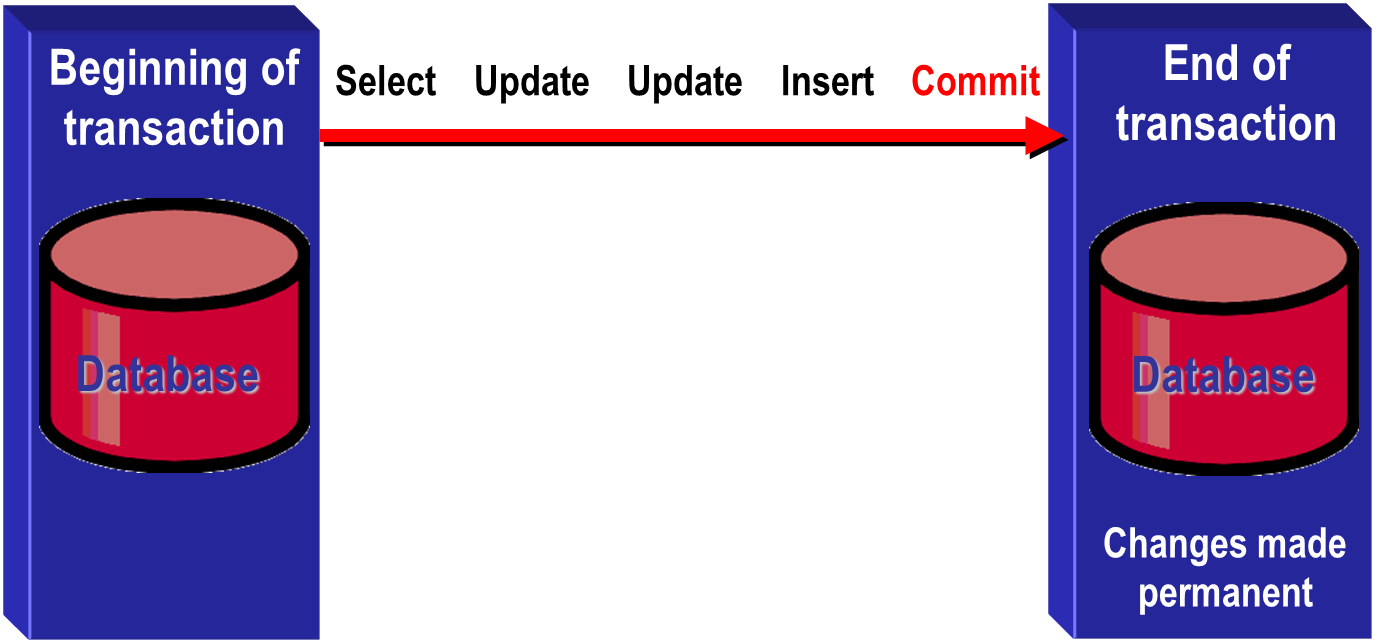 Beginning of
transaction
Select Update Update Insert Commit
End of
transaction
Database
Database
Changes made
permanent